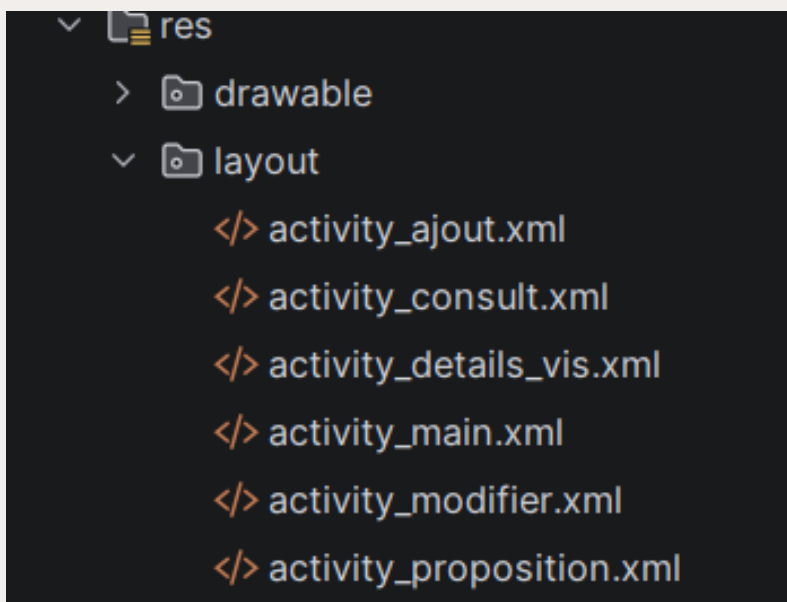 res
drawable
layout
</> activity_ajout.xml
</> activity_consult.xml
</> activity_details_vis.xml
</> activity_main.xml
</> activity_modifier.xml
</> activity_proposition.xml